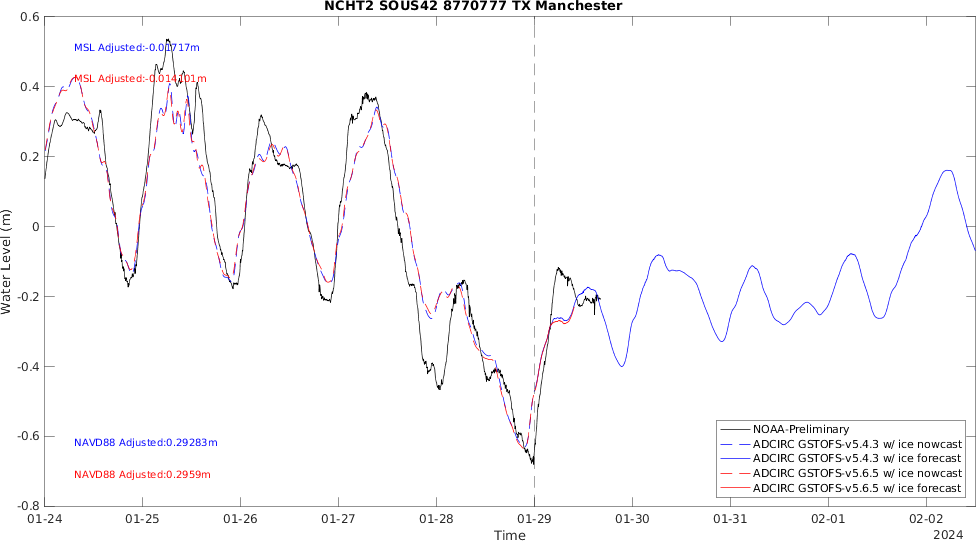 NCHT2 SOUS42 8770777 TX Manchester
0.6
MSL Adjusted:-0.01717m
MSL Adjusted:-0.014101m
0.4
0.2
0
-0.2
-0.4
-0.6
-0.8
Water Level (m)
NAVD88 Adjusted:0.29283m
NAVD88 Adjusted:0.2959m
NOAA-Preliminary
ADCIRC GSTOFS-v5.4.3 w/ ice nowcast
ADCIRC GSTOFS-v5.4.3 w/ ice forecast
ADCIRC GSTOFS-v5.6.5 w/ ice nowcast
ADCIRC GSTOFS-v5.6.5 w/ ice forecast
01-24 01-25 01-26 01-27 01-28 01-29 01-30 01-31 02-01 02-02
Time
2024